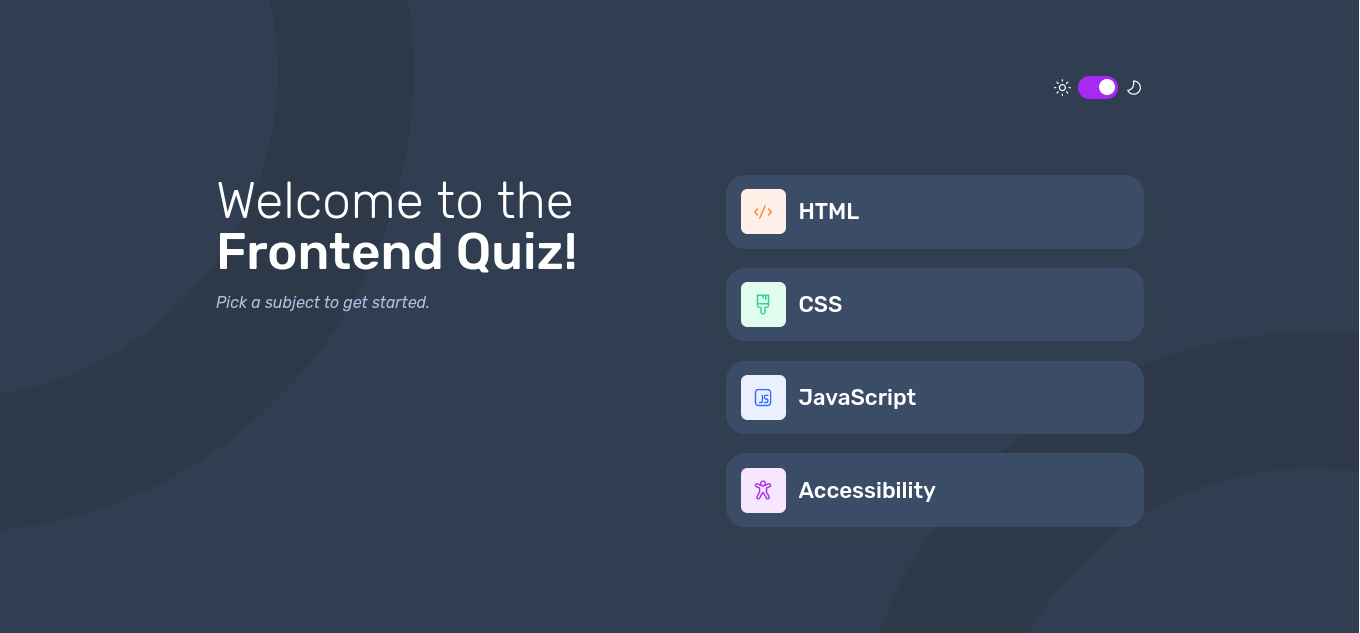 Welcome to the
Frontend Quiz!
Pick a subject to get started.
HTML
CSS
JS
JavaScript
Accessibility